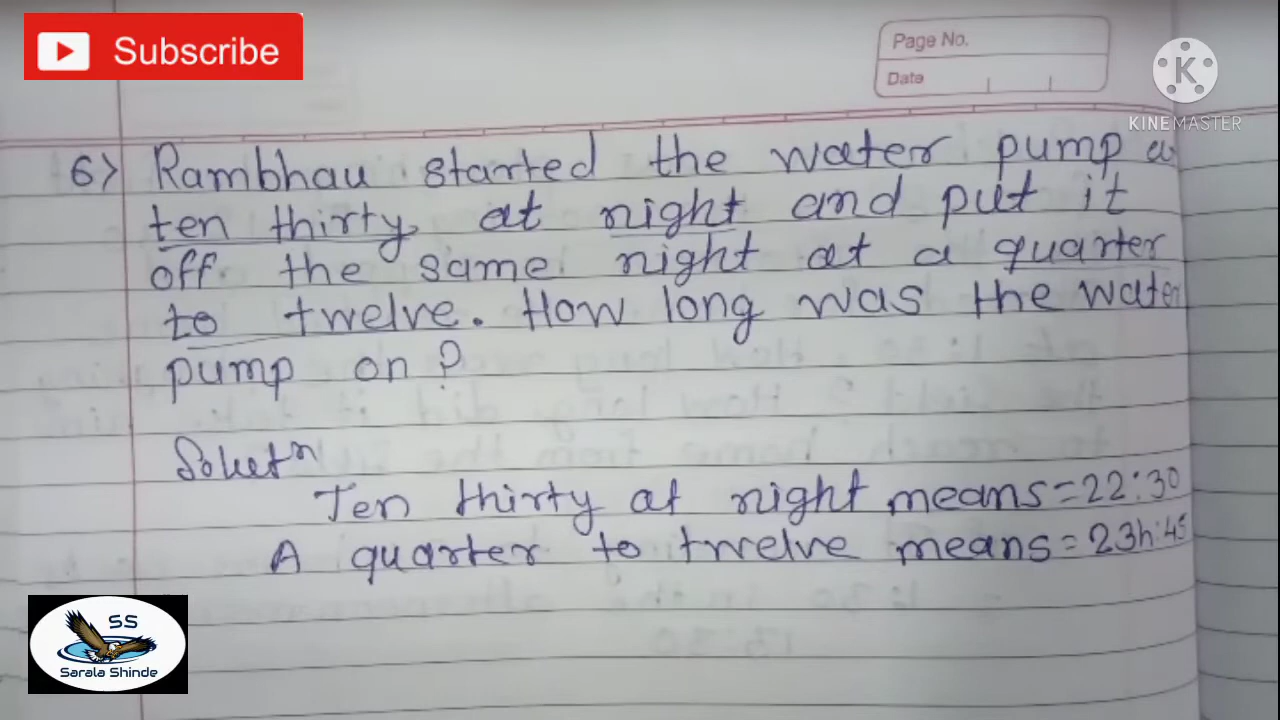 Subscribe
Page No.
Date
K
KINEMASTER
6) Rambhau started the water pump a
ten thirty at night and put it
off the same night at a quarter
to twelve. How long was the water
pump on?
Solutn
Ten thirty at night means=22:30
A quarter to twelve means=23h:45
SS
Sarala Shinde